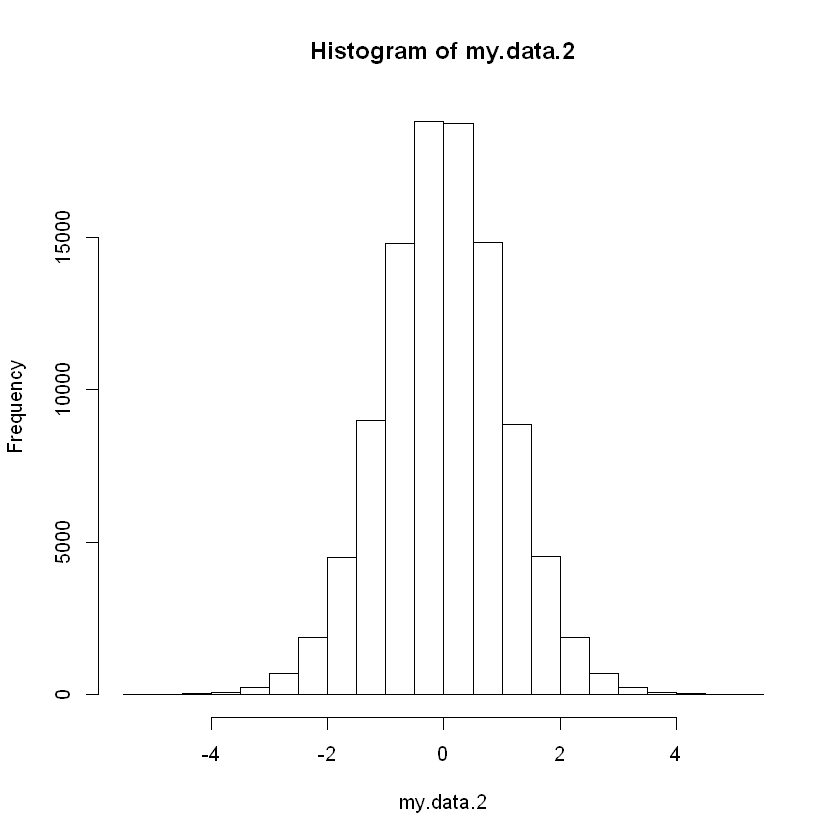 Histogram of my.data.2
Frequency
15000
10000
5000
0
-4 -2 0 2 4
my.data.2